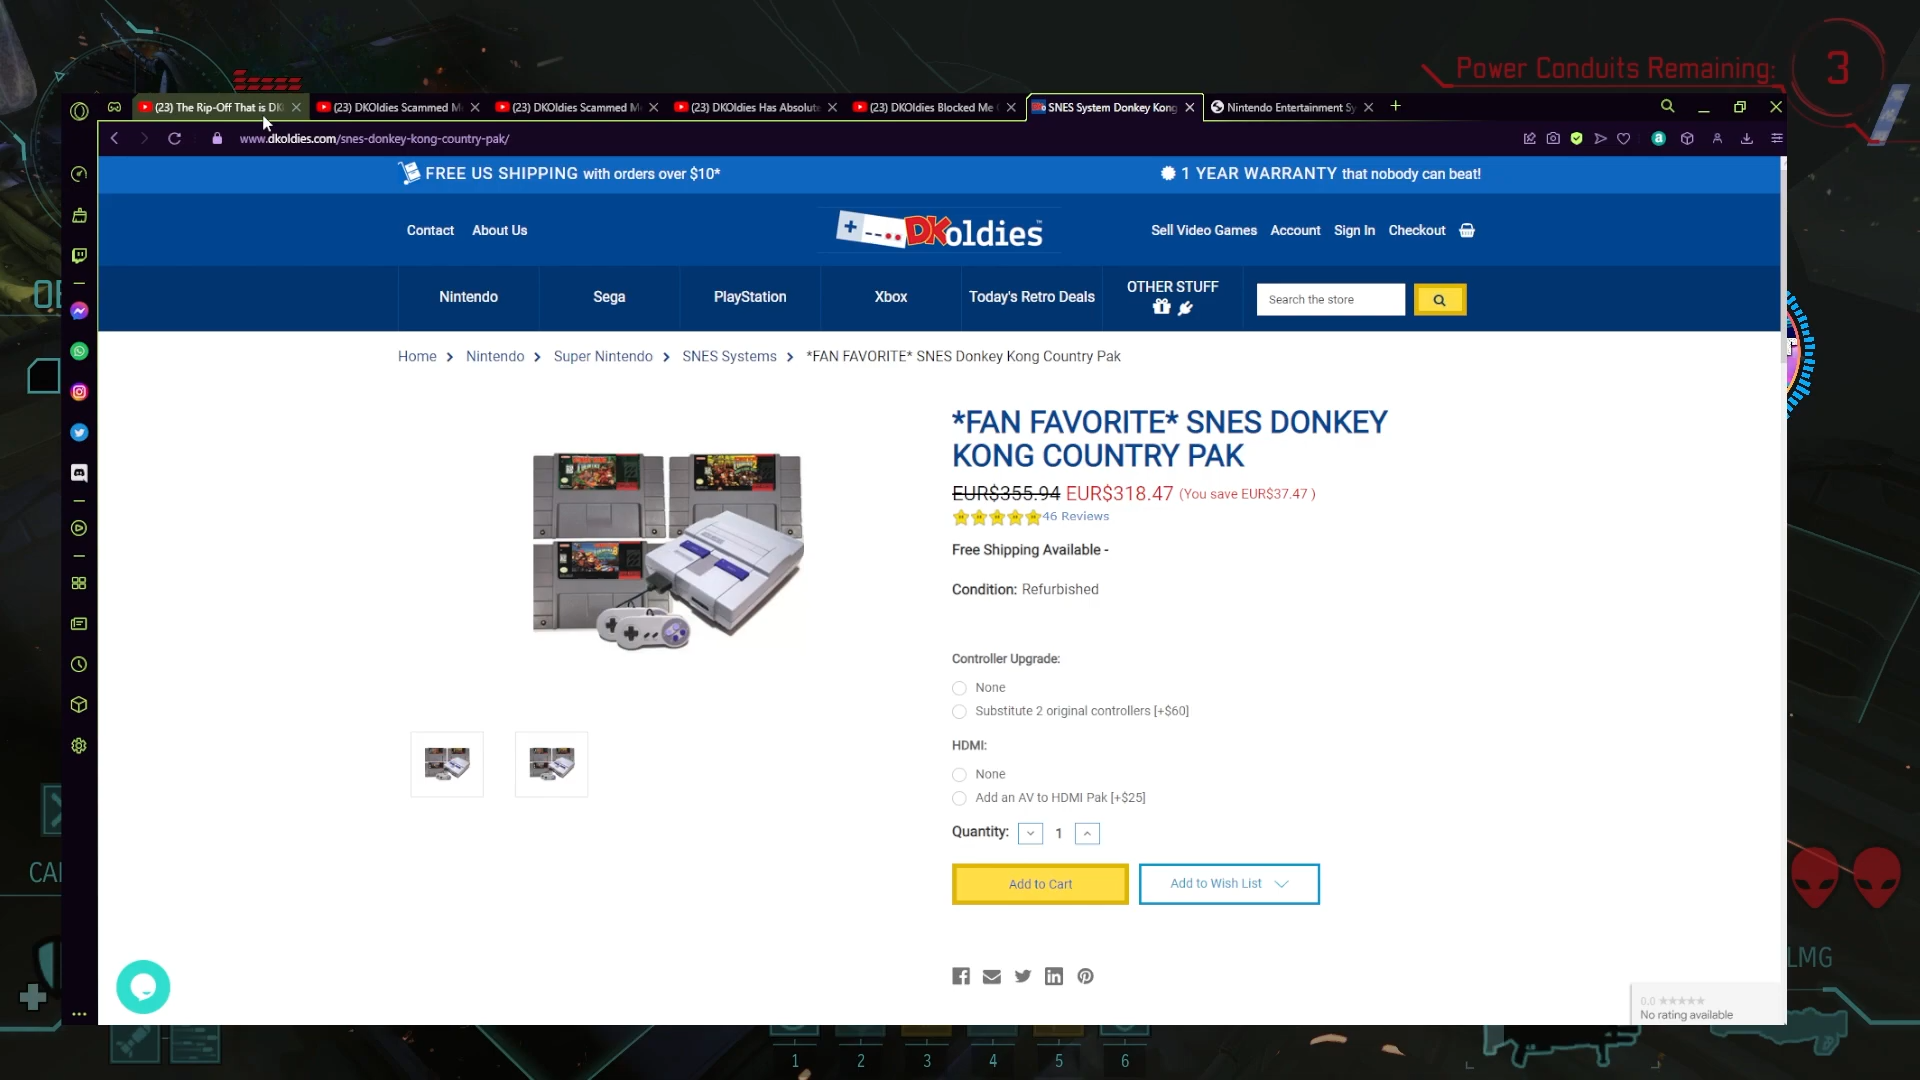 Power Conduits Remaining: 3
(23) The Rip-Off That is DK
(23) DKOldies Scammed M
(23) DKOldies Scammed M
(23) DKOldies Has Absolute
(23) DKOldies Blocked Me
SNES System Donkey Kong
Nintendo Entertainment Sy
www.dkoldies.com/snes-donkey-kong-country-pak/
FREE US SHIPPING with orders over $10*
1 YEAR WARRANTY that nobody can beat!
Contact About Us
DKoldies™
Sell Video Games Account Sign In Checkout
Nintendo Sega PlayStation Xbox Today's Retro Deals OTHER STUFF
Search the store
Home Nintendo Super Nintendo SNES Systems *FAN FAVORITE* SNES Donkey Kong Country Pak
*FAN FAVORITE* SNES DONKEY
KONG COUNTRY PAK
EUR$355.94 EUR$318.47 (You save EUR$37.47 )
46 Reviews
Free Shipping Available -
Condition: Refurbished
Controller Upgrade:
None
Substitute 2 original controllers [+$60]
HDMI:
None
Add an AV to HDMI Pak [+$25]
Quantity: 1
Add to Cart Add to Wish List
0.0
No rating available
CA
LMG
1 2 3 4 5 6